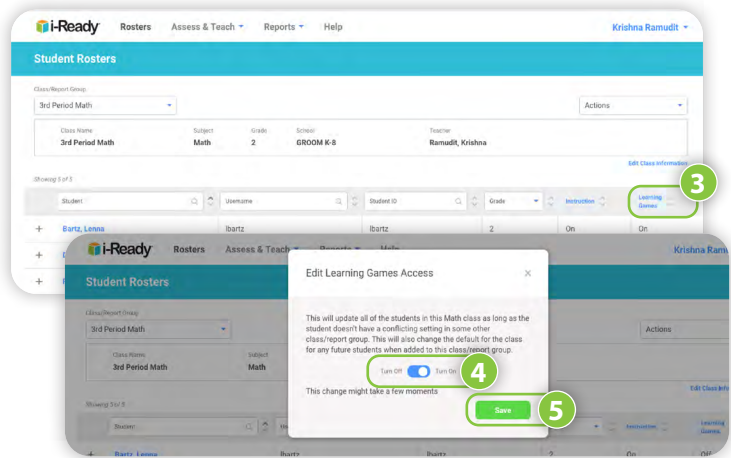 i-Ready Rosters Assess & Teach Reports Help Krishna Ramudit
Student Rosters
Class/Report Group
3rd Period Math Actions
Class Name Subject Grade School Teacher
3rd Period Math Math 2 GROOM K-8 Ramudit, Krishna
Edit Class Information
Showing 5 of 5
3
Student Username Student ID Grade Instruction Learning
Games
Bartz, Lenna lbartz lbartz 2 On On
i-Ready Rosters Assess & Teach Reports Help Krishna Ram
Student Rosters
Class/Report Group
3rd Period Math Actions
Class Name Subject
3rd Period Math Math
Edit Class Info
Showing 5 of 5
Student Learning
Instruction Games
Bartz, Lenna lbartz lbartz 2 On Off
Edit Learning Games Access
This will update all of the students in this Math class as long as the
student doesn't have a conflicting setting in some other
class/report group. This will also change the default for the class
for any future students when added to this class/report group.
Turn Off Turn On
4
This change might take a few moments
Save
5